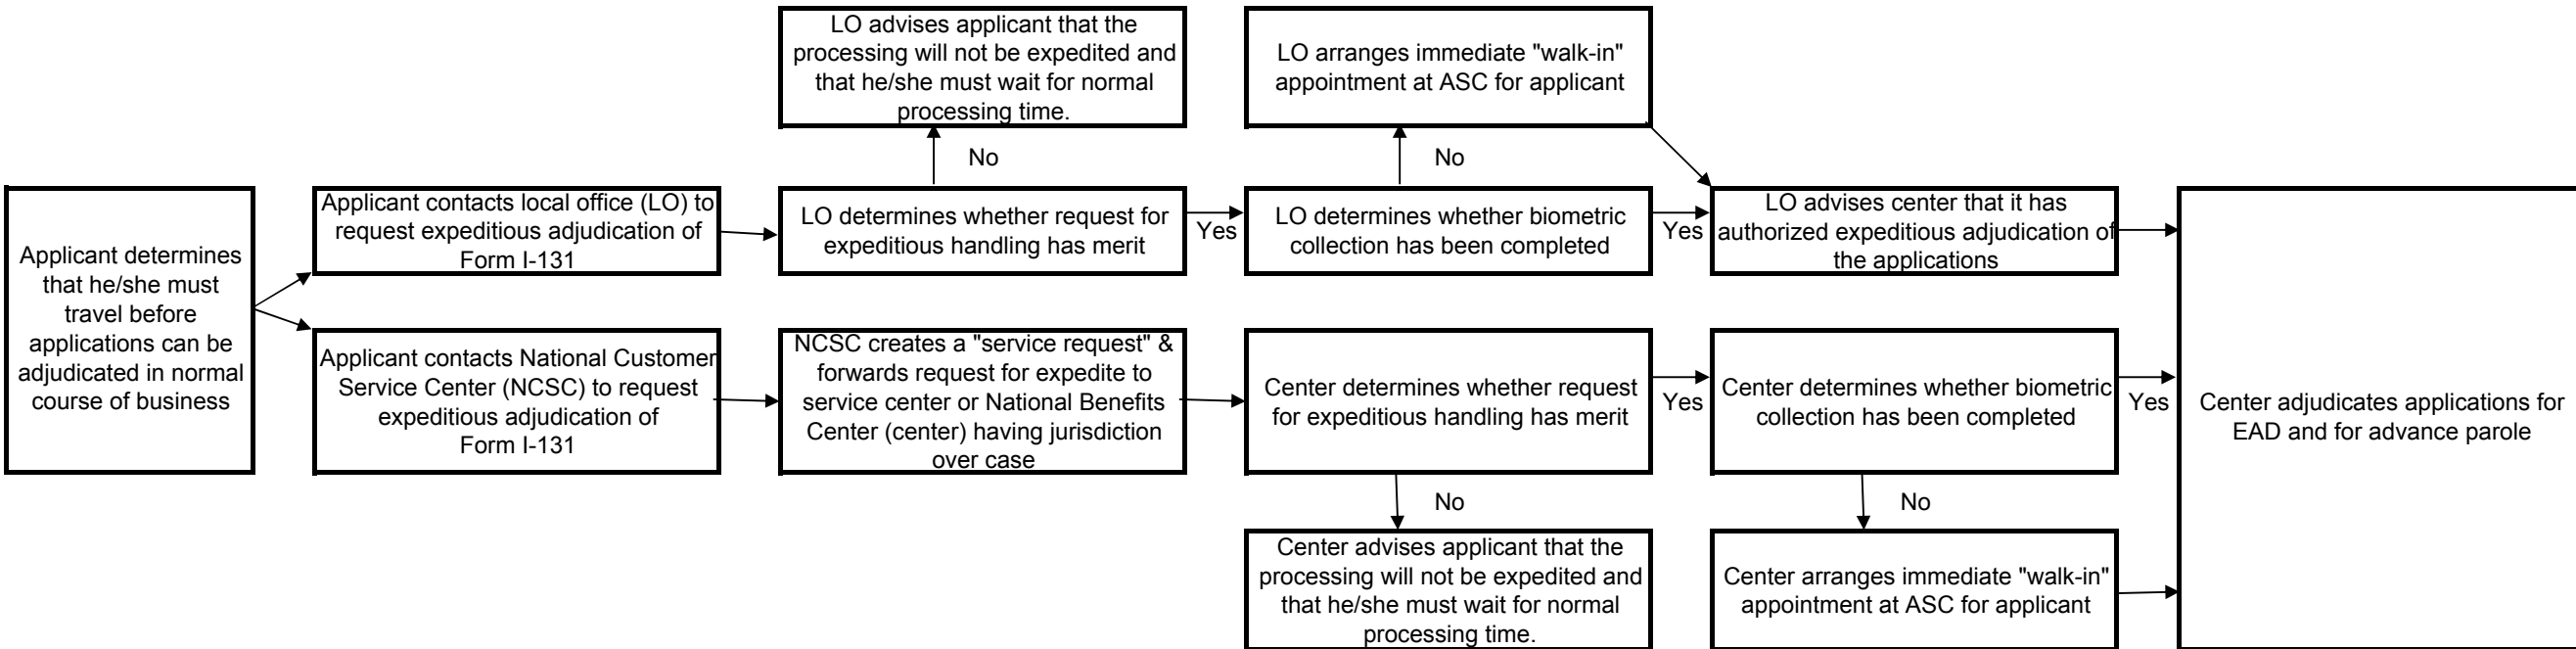 LO advises applicant that the
processing will not be expedited and
that he/she must wait for normal
processing time.
LO arranges immediate "walk-in"
appointment at ASC for applicant
No
No
Applicant determines
that he/she must
travel before
applications can be
adjudicated in normal
course of business
Applicant contacts local office (LO) to
request expeditious adjudication of
Form I-131
LO determines whether request for
expeditious handling has merit
Yes
LO determines whether biometric
collection has been completed
Yes
LO advises center that it has
authorized expeditious adjudication of
the applications
Applicant contacts National Customer
Service Center (NCSC) to request
expeditious adjudication of
Form I-131
NCSC creates a "service request" &
forwards request for expedite to
service center or National Benefits
Center (center) having jurisdiction
over case
Center determines whether request
for expeditious handling has merit
Yes
Center determines whether biometric
collection has been completed
Yes
Center adjudicates applications for
EAD and for advance parole
No
No
Center advises applicant that the
processing will not be expedited and
that he/she must wait for normal
processing time.
Center arranges immediate "walk-in"
appointment at ASC for applicant